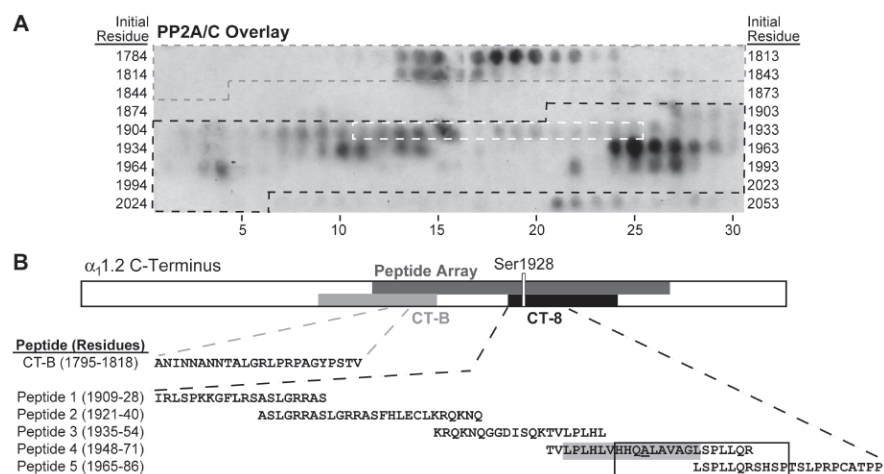 A
Initial
Residue
PP2A/C Overlay
Initial
Residue
1784 1813
1814 1843
1844 1873
1874 1903
1904 1933
1934 1963
1964 1993
1994 2023
2024 2053
5 10 15 20 25 30
B
α₁1.2 C-Terminus
Peptide Array
Ser1928
CT-B
CT-8
Peptide (Residues)
CT-B (1795-1818) ANINNANNTALGRLPRPAGYPSTV
Peptide 1 (1909-28) IRLSPKKGFLRSASLGRRAS
Peptide 2 (1921-40) ASLGRRASLGRRASFHLECLKRQKNQ
Peptide 3 (1935-54) KRQKNQGGDISQKTVLPLHL
Peptide 4 (1948-71) TVLPLHLVHHQALAVAGLSPLLQR
Peptide 5 (1965-86) LSPLLQRSHSPTSLPRPCATPP